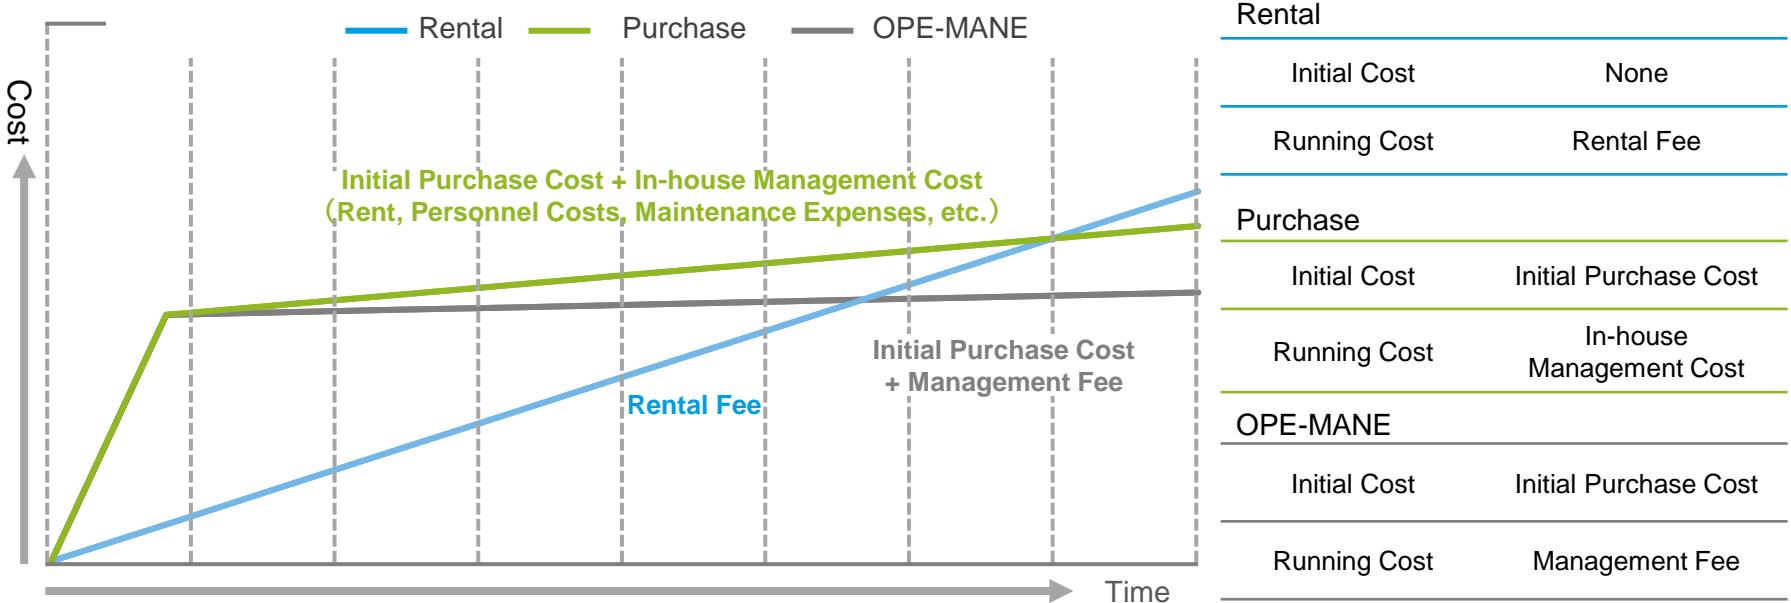 Rental
Purchase
OPE-MANE
Cost
Initial Purchase Cost + In-house Management Cost
（Rent, Personnel Costs, Maintenance Expenses, etc.）
Initial Purchase Cost
+ Management Fee
Rental Fee
Time
Rental
Initial Cost None
Running Cost Rental Fee
Purchase
Initial Cost Initial Purchase Cost
Running Cost In-house
Management Cost
OPE-MANE
Initial Cost Initial Purchase Cost
Running Cost Management Fee